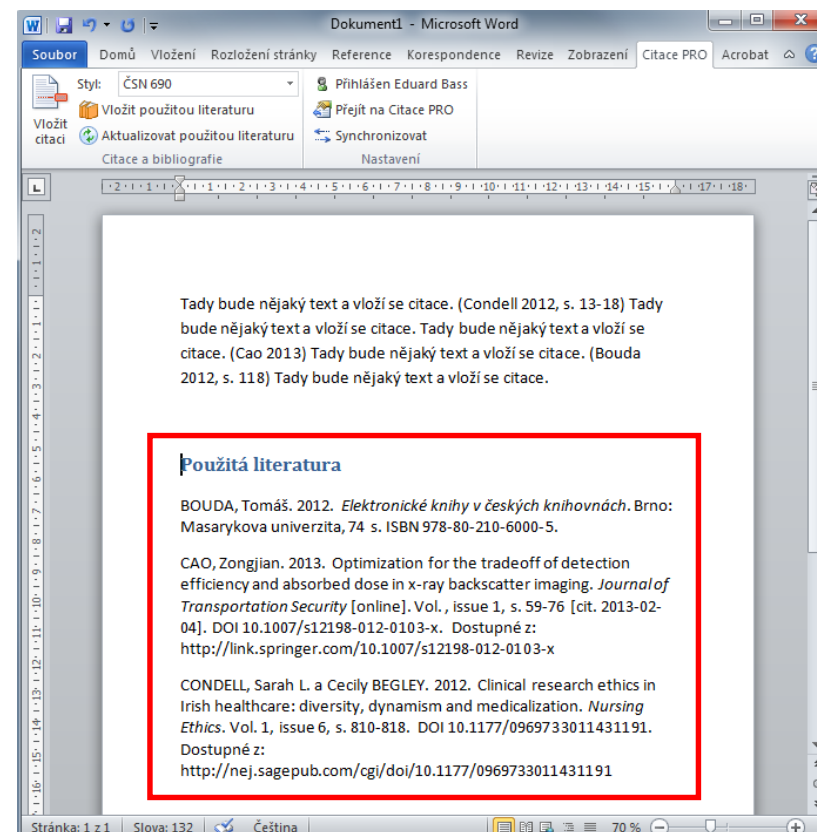 Dokument1 - Microsoft Word
Soubor Domů Vložení Rozložení stránky Reference Korespondence Revize Zobrazení Citace PRO Acrobat
Styl: ČSN 690
Přihlášen Eduard Bass
Vložit použitou literaturu
Přejít na Citace PRO
Vložit citaci
Aktualizovat použitou literaturu
Synchronizovat
Citace a bibliografie
Nastavení
Tady bude nějaký text a vloží se citace. (Condell 2012, s. 13-18) Tady
bude nějaký text a vloží se citace. Tady bude nějaký text a vloží se
citace. (Cao 2013) Tady bude nějaký text a vloží se citace. (Bouda
2012, s. 118) Tady bude nějaký text a vloží se citace.
Použitá literatura
BOUDA, Tomáš. 2012. Elektronické knihy v českých knihovnách. Brno:
Masarykova univerzita, 74 s. ISBN 978-80-210-6000-5.
CAO, Zongjian. 2013. Optimization for the tradeoff of detection
efficiency and absorbed dose in x-ray backscatter imaging. Journal of
Transportation Security [online]. Vol. , issue 1, s. 59-76 [cit. 2013-02-
04]. DOI 10.1007/s12198-012-0103-x. Dostupné z:
http://link.springer.com/10.1007/s12198-012-0103-x
CONDELL, Sarah L. a Cecily BEGLEY. 2012. Clinical research ethics in
Irish healthcare: diversity, dynamism and medicalization. Nursing
Ethics. Vol. 1, issue 6, s. 810-818. DOI 10.1177/0969733011431191.
Dostupné z:
http://nej.sagepub.com/cgi/doi/10.1177/0969733011431191
Stránka: 1 z 1 Slova: 132 Čeština 70 %